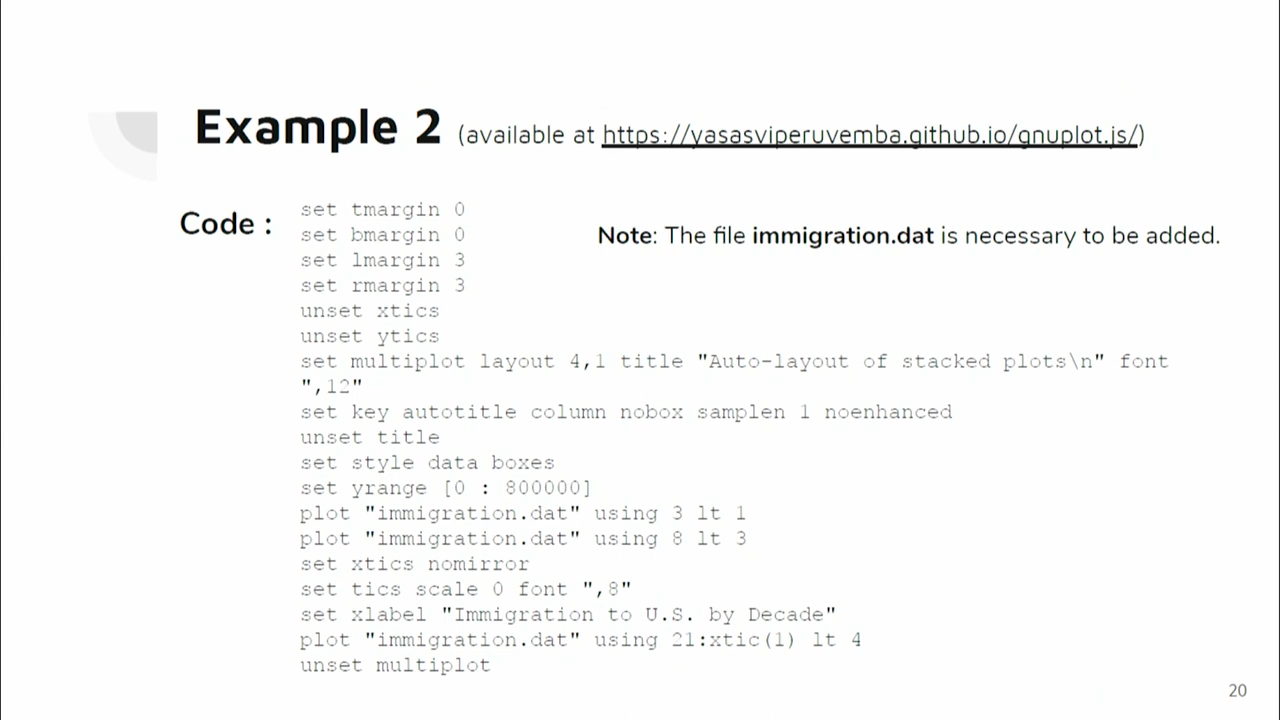 Example 2 (available at https://yasasviperuvemba.github.io/gnuplot.js/)
Code :
Note: The file immigration.dat is necessary to be added.
set tmargin 0
set bmargin 0
set lmargin 3
set rmargin 3
unset xtics
unset ytics
set multiplot layout 4,1 title "Auto-layout of stacked plots\n" font
",12"
set key autotitle column nobox samplen 1 noenhanced
unset title
set style data boxes
set yrange [0 : 800000]
plot "immigration.dat" using 3 lt 1
plot "immigration.dat" using 8 lt 3
set xtics nomirror
set tics scale 0 font ",8"
set xlabel "Immigration to U.S. by Decade"
plot "immigration.dat" using 21:xtic(1) lt 4
unset multiplot
20